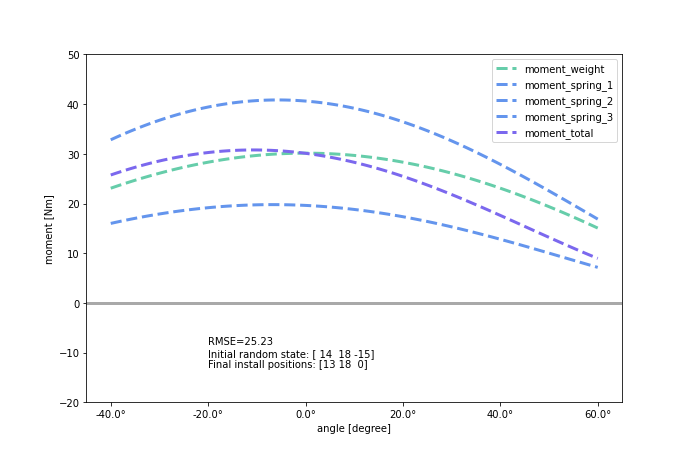 moment_weight
moment_spring_1
moment_spring_2
moment_spring_3
moment_total
50
40
30
20
10
0
−10
−20
moment [Nm]
RMSE=25.23
Initial random state: [ 14  18 -15]
Final install positions: [13 18  0]
-40.0° -20.0° 0.0° 20.0° 40.0° 60.0°
angle [degree]